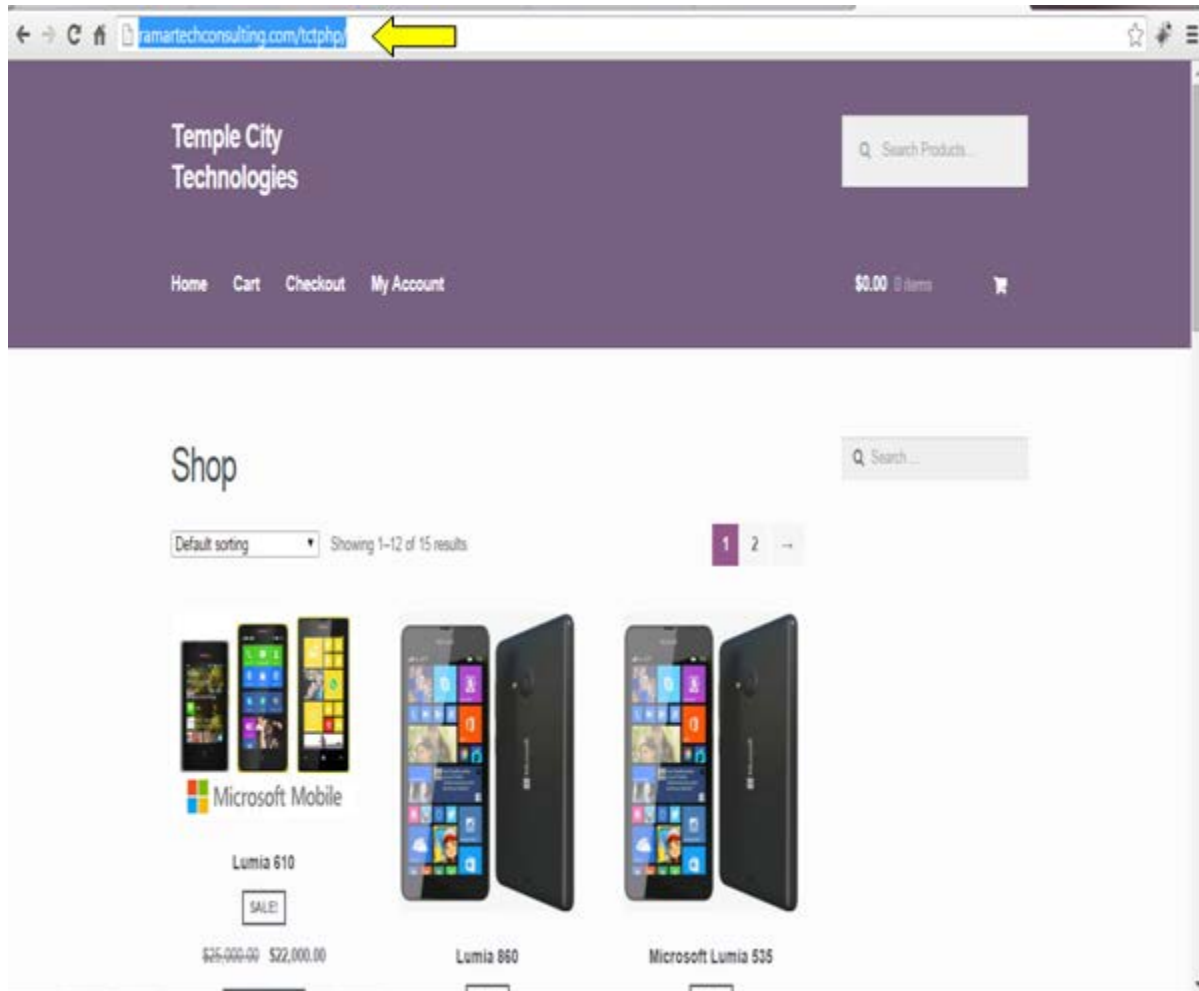 ramartechconsulting.com/tctphp/
Temple City
Technologies
Search Products...
Home Cart Checkout My Account
$0.00 0 items
Shop
Search ...
Default sorting
Showing 1–12 of 15 results
1 2 →
Microsoft Mobile
Lumia 610
SALE!
$25,000.00 $22,000.00
Lumia 860
Microsoft Lumia 535